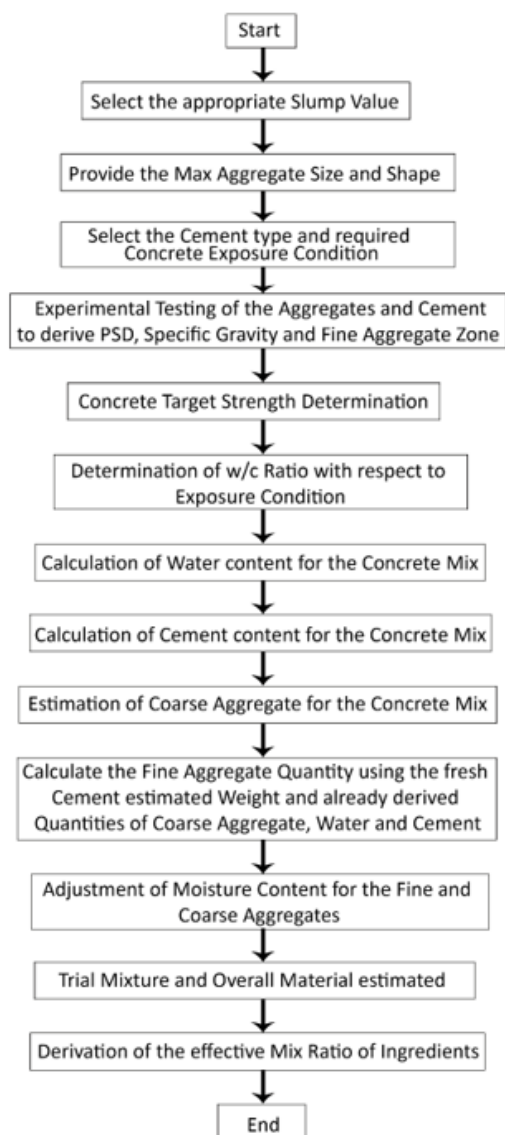 Start
Select the appropriate Slump Value
Provide the Max Aggregate Size and Shape
Select the Cement type and required
Concrete Exposure Condition
Experimental Testing of the Aggregates and Cement
to derive PSD, Specific Gravity and Fine Aggregate Zone
Concrete Target Strength Determination
Determination of w/c Ratio with respect to
Exposure Condition
Calculation of Water content for the Concrete Mix
Calculation of Cement content for the Concrete Mix
Estimation of Coarse Aggregate for the Concrete Mix
Calculate the Fine Aggregate Quantity using the fresh
Cement estimated Weight and already derived
Quantities of Coarse Aggregate, Water and Cement
Adjustment of Moisture Content for the Fine and
Coarse Aggregates
Trial Mixture and Overall Material estimated
Derivation of the effective Mix Ratio of Ingredients
End